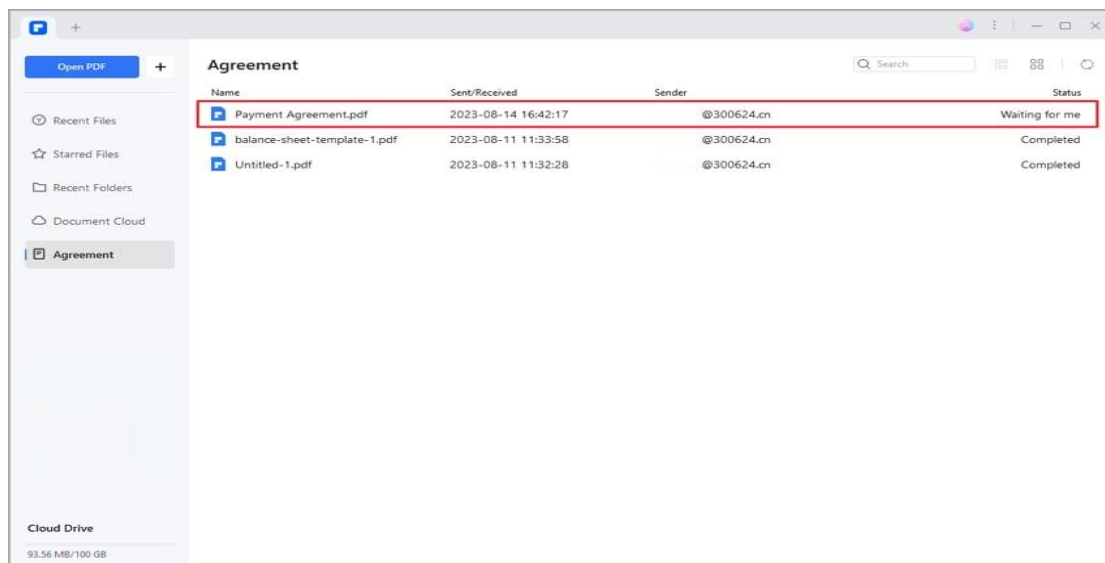 Open PDF
Agreement
Search
Name Sent/Received Sender Status
Payment Agreement.pdf 2023-08-14 16:42:17 @300624.cn Waiting for me
balance-sheet-template-1.pdf 2023-08-11 11:33:58 @300624.cn Completed
Untitled-1.pdf 2023-08-11 11:32:28 @300624.cn Completed
Recent Files
Starred Files
Recent Folders
Document Cloud
Agreement
Cloud Drive
93.56 MB/100 GB